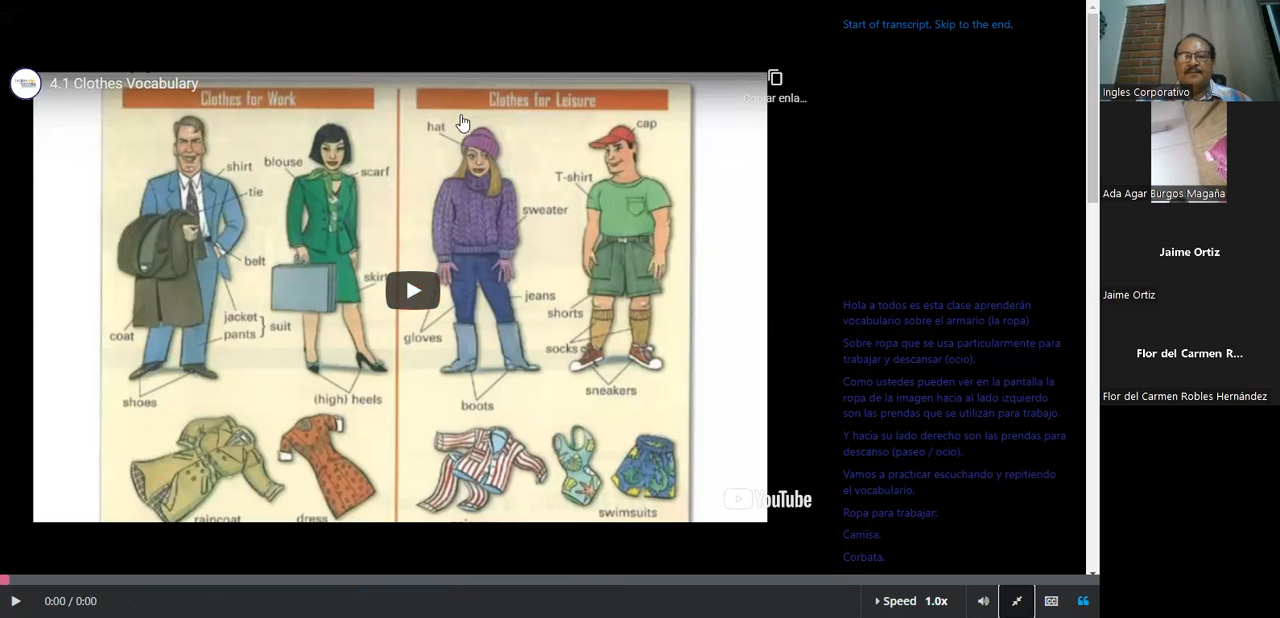 Start of transcript. Skip to the end.
4.1 Clothes Vocabulary
Copiar enla...
Clothes for Work
Clothes for Leisure
hat
cap
shirt
blouse
scarf
T-shirt
tie
sweater
belt
skirt
jeans
shorts
jacket
pants
suit
coat
gloves
socks
shoes
(high) heels
boots
sneakers
raincoat
dress
swimsuits
YouTube
Hola a todos es esta clase aprenderán
vocabulario sobre el armario (la ropa)
Sobre ropa que se usa particularmente para
trabajar y descansar (ocio).
Como ustedes pueden ver en la pantalla la
ropa de la imagen hacia al lado izquierdo
son las prendas que se utilizan para trabajo.
Y hacia su lado derecho son las prendas para
descanso (paseo / ocio).
Vamos a practicar escuchando y repitiendo
el vocabulario.
Ropa para trabajar:
Camisa.
Corbata.
0:00 / 0:00
Speed 1.0x
Ingles Corporativo
Ada Agar Burgos Magaña
Jaime Ortiz
Jaime Ortiz
Flor del Carmen R...
Flor del Carmen Robles Hernández